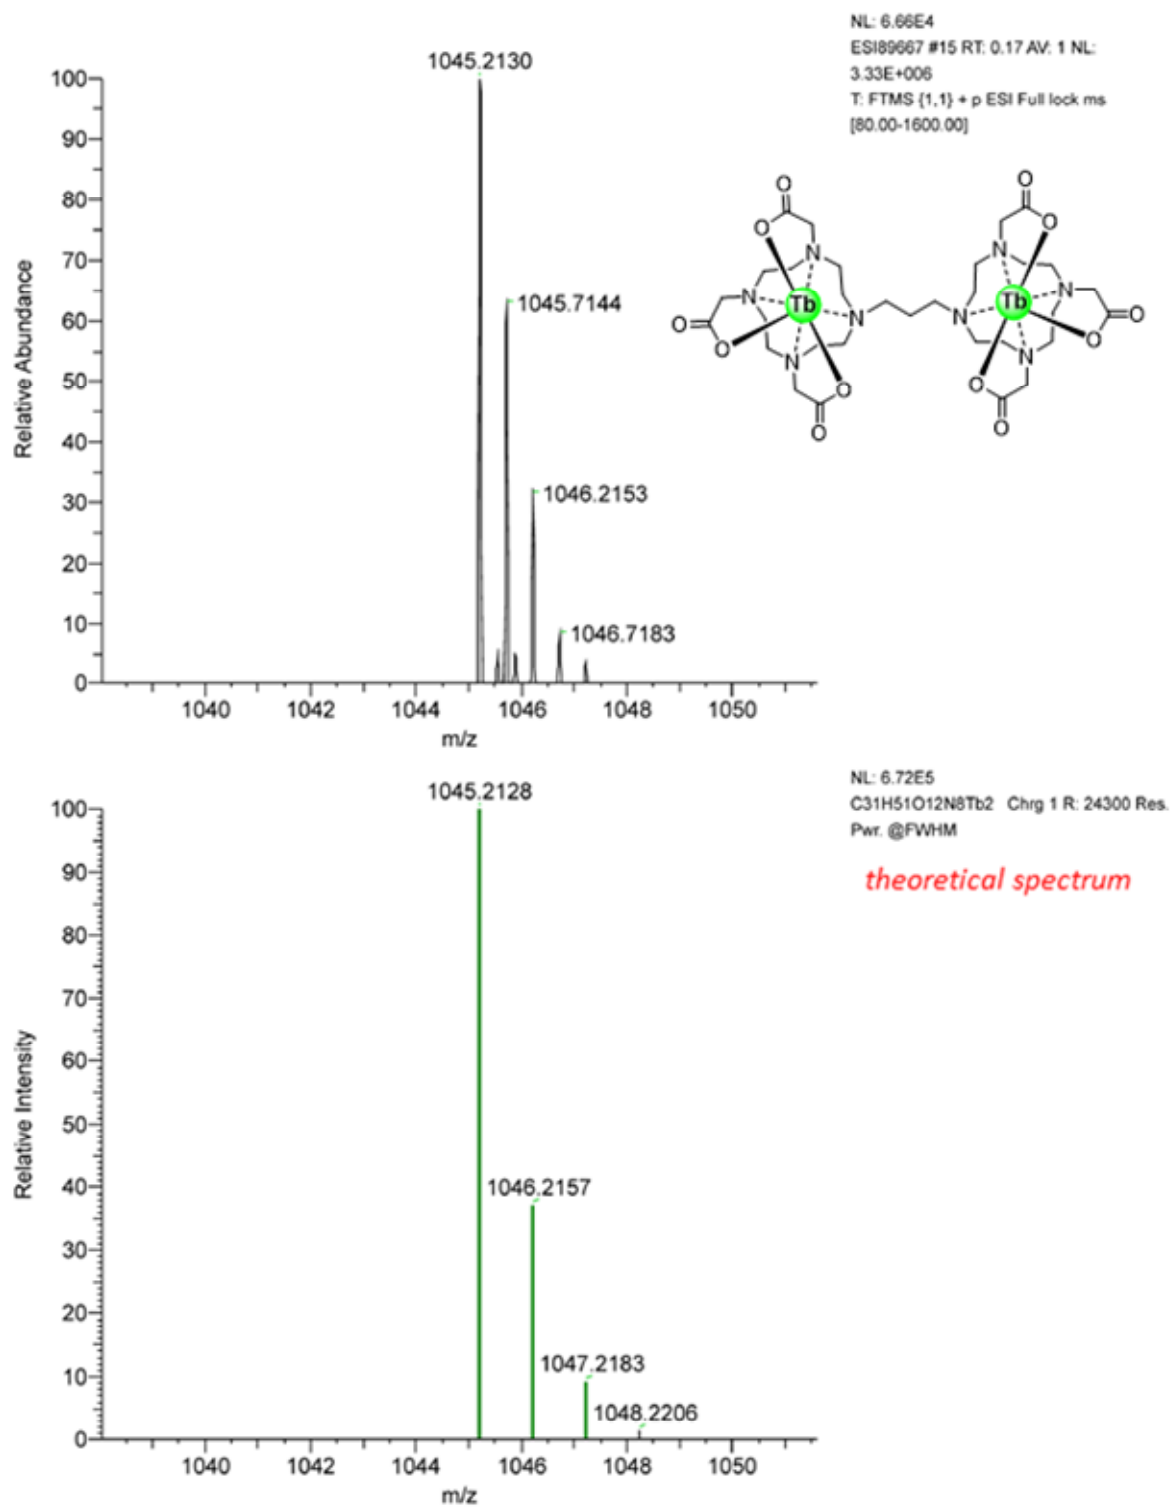 NL: 6.66E4
ESI89667 #15 RT: 0.17 AV: 1 NL:
3.33E+006
T: FTMS {1,1} + p ESI Full lock ms
[80.00-1600.00]
1045.2130
1045.7144
1046.2153
1046.7183
100
90
80
70
60
50
40
30
20
10
0
Relative Abundance
1040 1042 1044 1046 1048 1050
m/z
O O
O O
N N
N Tb N N Tb N
O O O O
N N
O O
O O
NL: 6.72E5
C31H51O12N8Tb2 Chrg 1 R: 24300 Res.
Pwr. @FWHM
theoretical spectrum
1045.2128
1046.2157
1047.2183
1048.2206
100
90
80
70
60
50
40
30
20
10
0
Relative Intensity
1040 1042 1044 1046 1048 1050
m/z